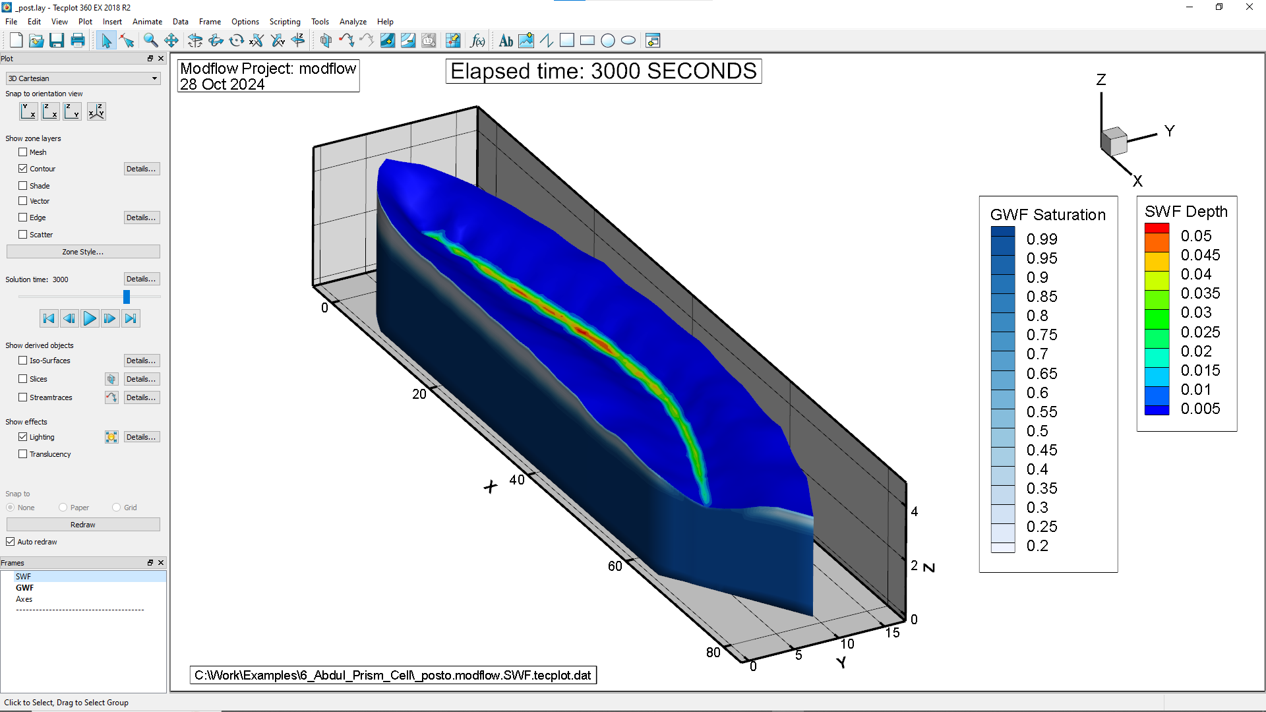 _post.lay - Tecplot 360 EX 2018 R2
File Edit View Plot Insert Animate Data Frame Options Scripting Tools Analyze Help
Plot
3D Cartesian
Snap to orientation view
Show zone layers
Mesh
Contour Details...
Shade
Vector
Edge Details...
Scatter
Zone Style...
Solution time: 3000 Details...
Show derived objects
Iso-Surfaces Details...
Slices Details...
Streamtraces Details...
Show effects
Lighting Details...
Translucency
Snap to
None Paper Grid
Redraw
Auto redraw
Frames
SWF
GWF
Axes
Click to Select, Drag to Select Group
Modflow Project: modflow
28 Oct 2024
Elapsed time: 3000 SECONDS
Z
Y
X
GWF Saturation
0.99
0.95
0.9
0.85
0.8
0.75
0.7
0.65
0.6
0.55
0.5
0.45
0.4
0.35
0.3
0.25
0.2
SWF Depth
0.05
0.045
0.04
0.035
0.03
0.025
0.02
0.015
0.01
0.005
0
20
X 40
60
80
0
5
10
15
Y
4
2 Z
0
C:\Work\Examples\6_Abdul_Prism_Cell\_posto.modflow.SWF.tecplot.dat